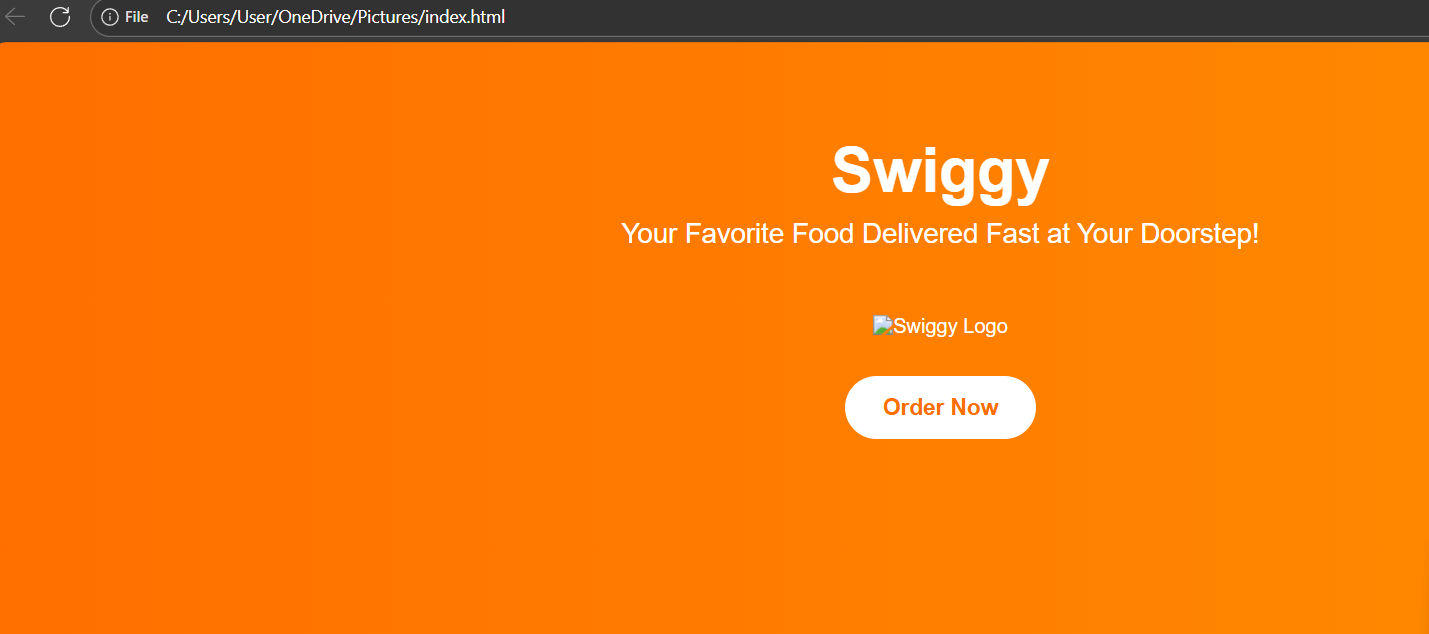 File C:/Users/User/OneDrive/Pictures/index.html
Swiggy
Your Favorite Food Delivered Fast at Your Doorstep!
Swiggy Logo
Order Now